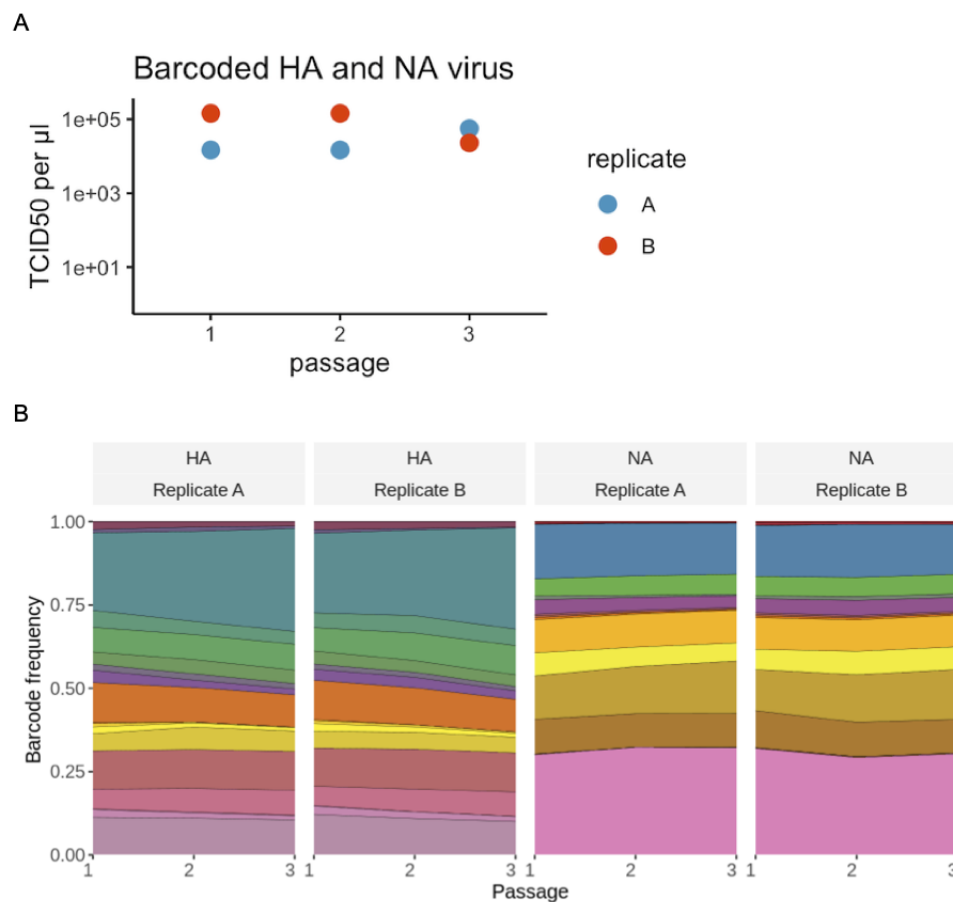 A
Barcoded HA and NA virus
TCID50 per µl
1e+05
1e+03
1e+01
1 2 3
passage
replicate
A
B
B
HA HA NA NA
Replicate A Replicate B Replicate A Replicate B
Barcode frequency
1.00
0.75
0.50
0.25
0.00
1 2 3 1 2 3 1 2 3 1 2 3
Passage